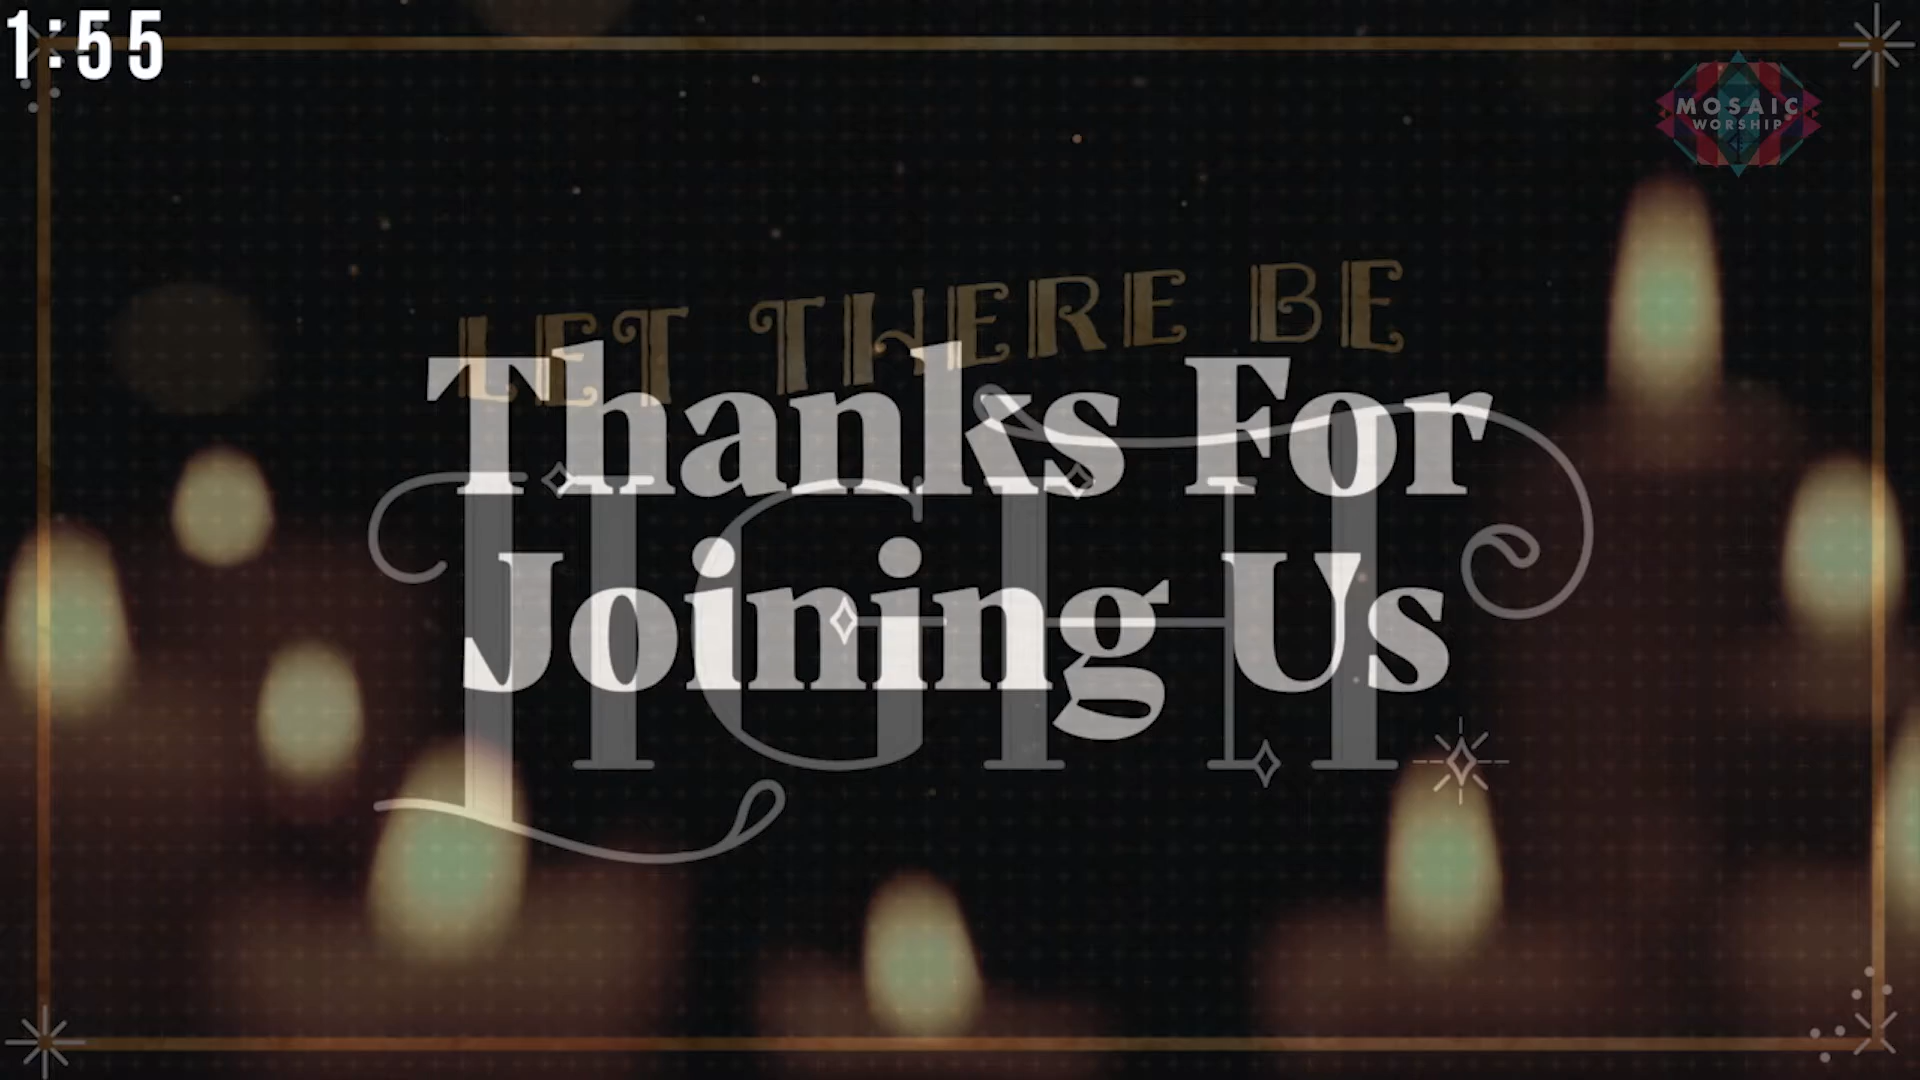 1:55
MOSAIC
WORSHIP
LET THERE BE
Thanks For
LIGHT
Joining Us